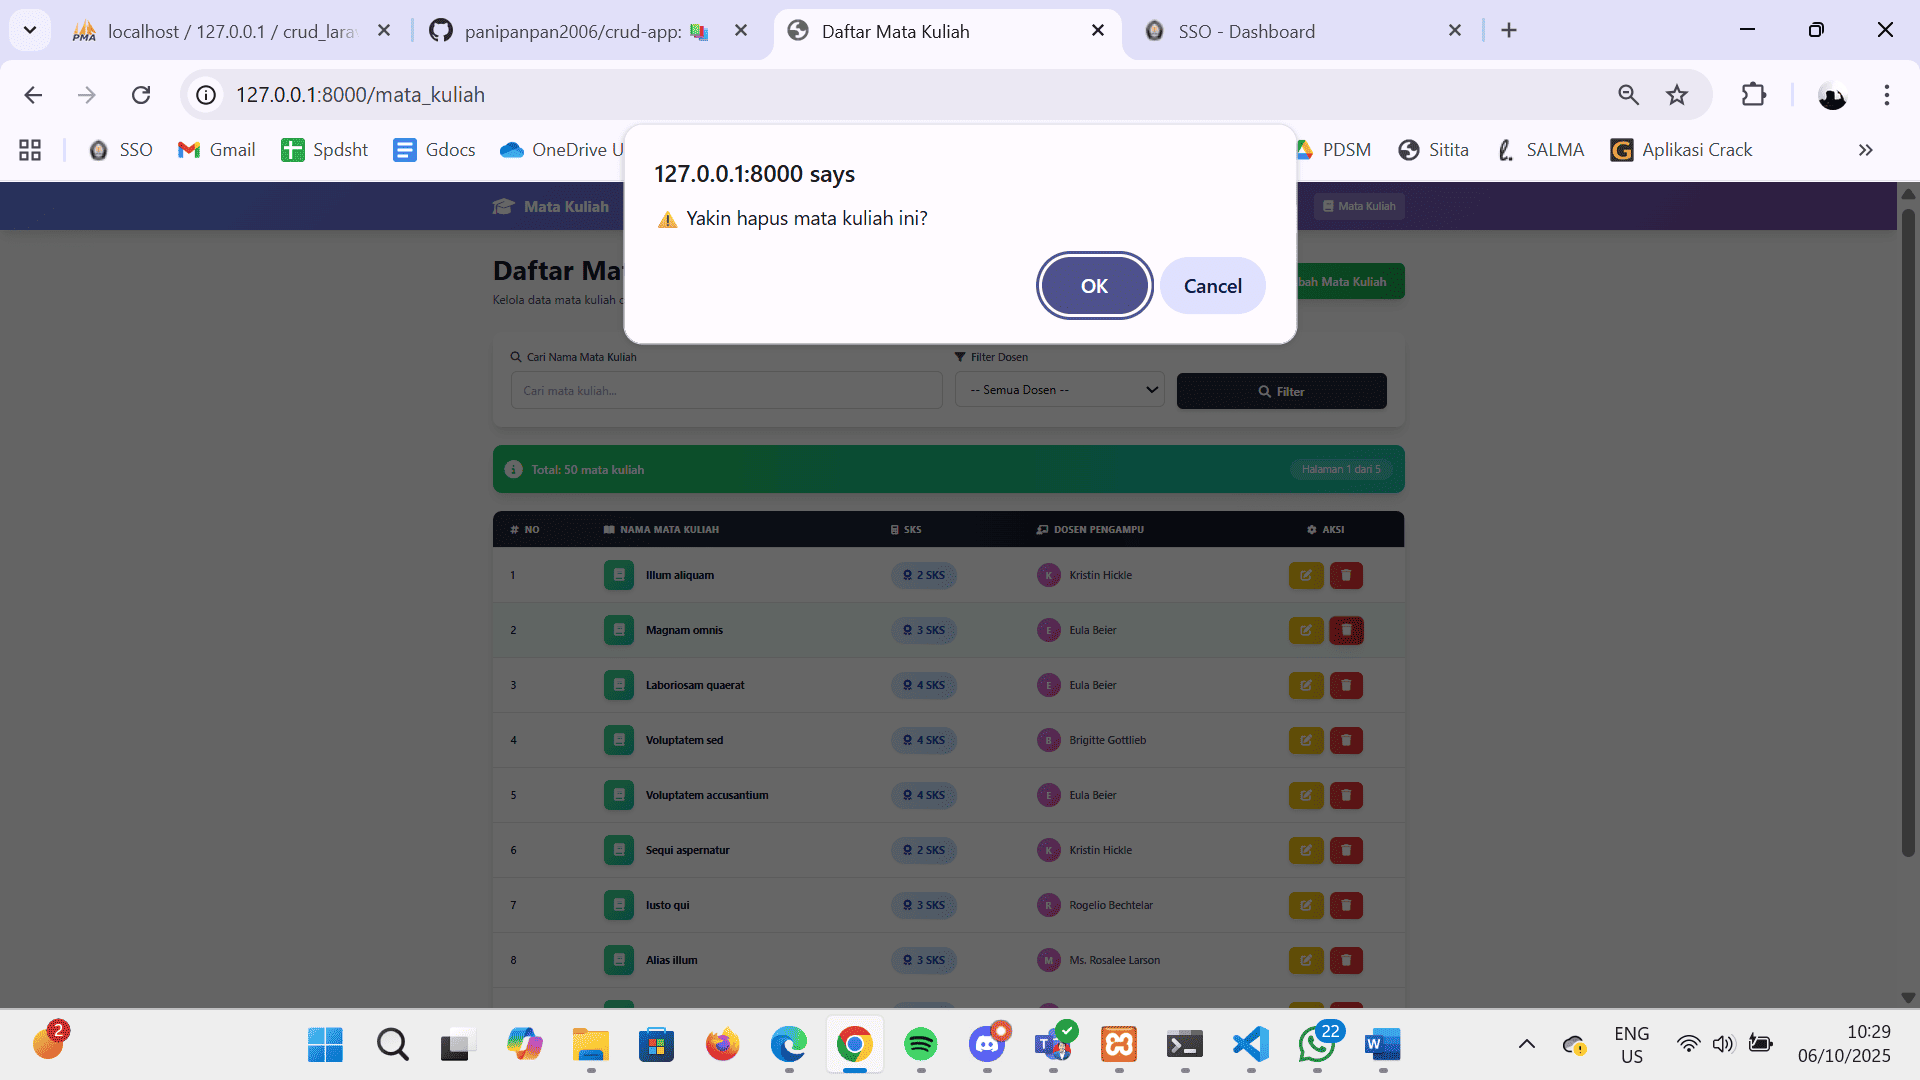 localhost / 127.0.0.1 / crud_lara
panipanpan2006/crud-app:
Daftar Mata Kuliah
SSO - Dashboard
127.0.0.1:8000/mata_kuliah
SSO
Gmail
Spdsht
Gdocs
OneDrive U
PDSM
Sitita
SALMA
Aplikasi Crack
127.0.0.1:8000 says
Yakin hapus mata kuliah ini?
OK
Cancel
Mata Kuliah
Mata Kuliah
Daftar Ma
Kelola data mata kuliah
bah Mata Kuliah
Cari Nama Mata Kuliah
Filter Dosen
Cari mata kuliah...
-- Semua Dosen --
Filter
Total: 50 mata kuliah
Halaman 1 dari 5
# NO NAMA MATA KULIAH SKS DOSEN PENGAMPU AKSI
1 Illum aliquam 2 SKS K Kristin Hickle
2 Magnam omnis 3 SKS E Eula Beier
3 Laboriosam quaerat 4 SKS E Eula Beier
4 Voluptatem sed 4 SKS B Brigitte Gottlieb
5 Voluptatem accusantium 4 SKS E Eula Beier
6 Sequi aspernatur 2 SKS K Kristin Hickle
7 Iusto qui 3 SKS R Rogelio Bechtelar
8 Alias illum 3 SKS M Ms. Rosalee Larson
2
22
ENG
US
10:29
06/10/2025